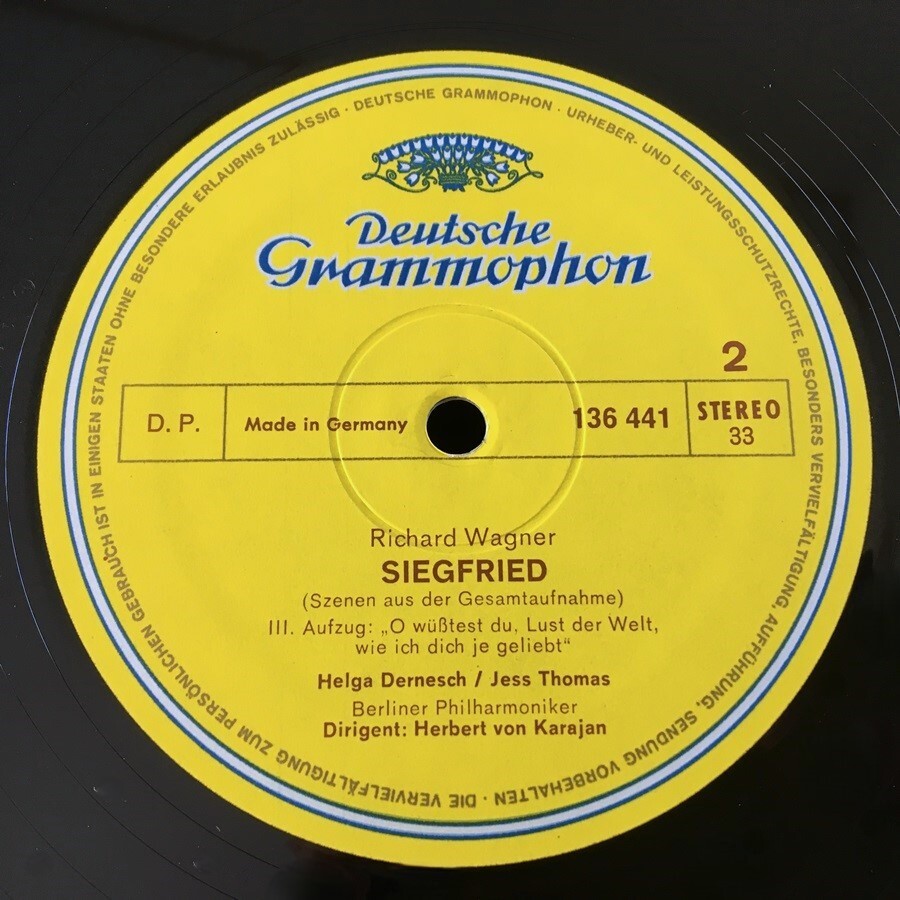 DEUTSCHE GRAMMOPHON · URHEBER- UND LEISTUNGSSCHUTZRECHTE, BESONDERS VERVIELFÄLTIGUNG, AUFFÜHRUNG, SENDUNG VORBEHALTEN · DIE VERVIELFÄLTIGUNG ZUM PERSÖNLICHEN GEBRAUCH IST IN EINIGEN STAATEN OHNE BESONDERE ERLAUBNIS ZULÄSSIG ·
Deutsche
Grammophon
2
D. P. Made in Germany 136 441 STEREO
33
Richard Wagner
SIEGFRIED
(Szenen aus der Gesamtaufnahme)
III. Aufzug: „O wüßtest du, Lust der Welt,
wie ich dich je geliebt“
Helga Dernesch / Jess Thomas
Berliner Philharmoniker
Dirigent: Herbert von Karajan